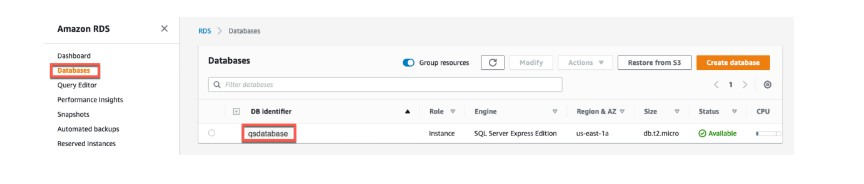 Amazon RDS
Dashboard
Databases
Query Editor
Performance Insights
Snapshots
Automated backups
Reserved instances
RDS > Databases
Databases
Group resources
Modify
Actions
Restore from S3
Create database
Filter databases
1
DB identifier Role Engine Region & AZ Size Status CPU
qsdatabase Instance SQL Server Express Edition us-east-1a db.t2.micro Available